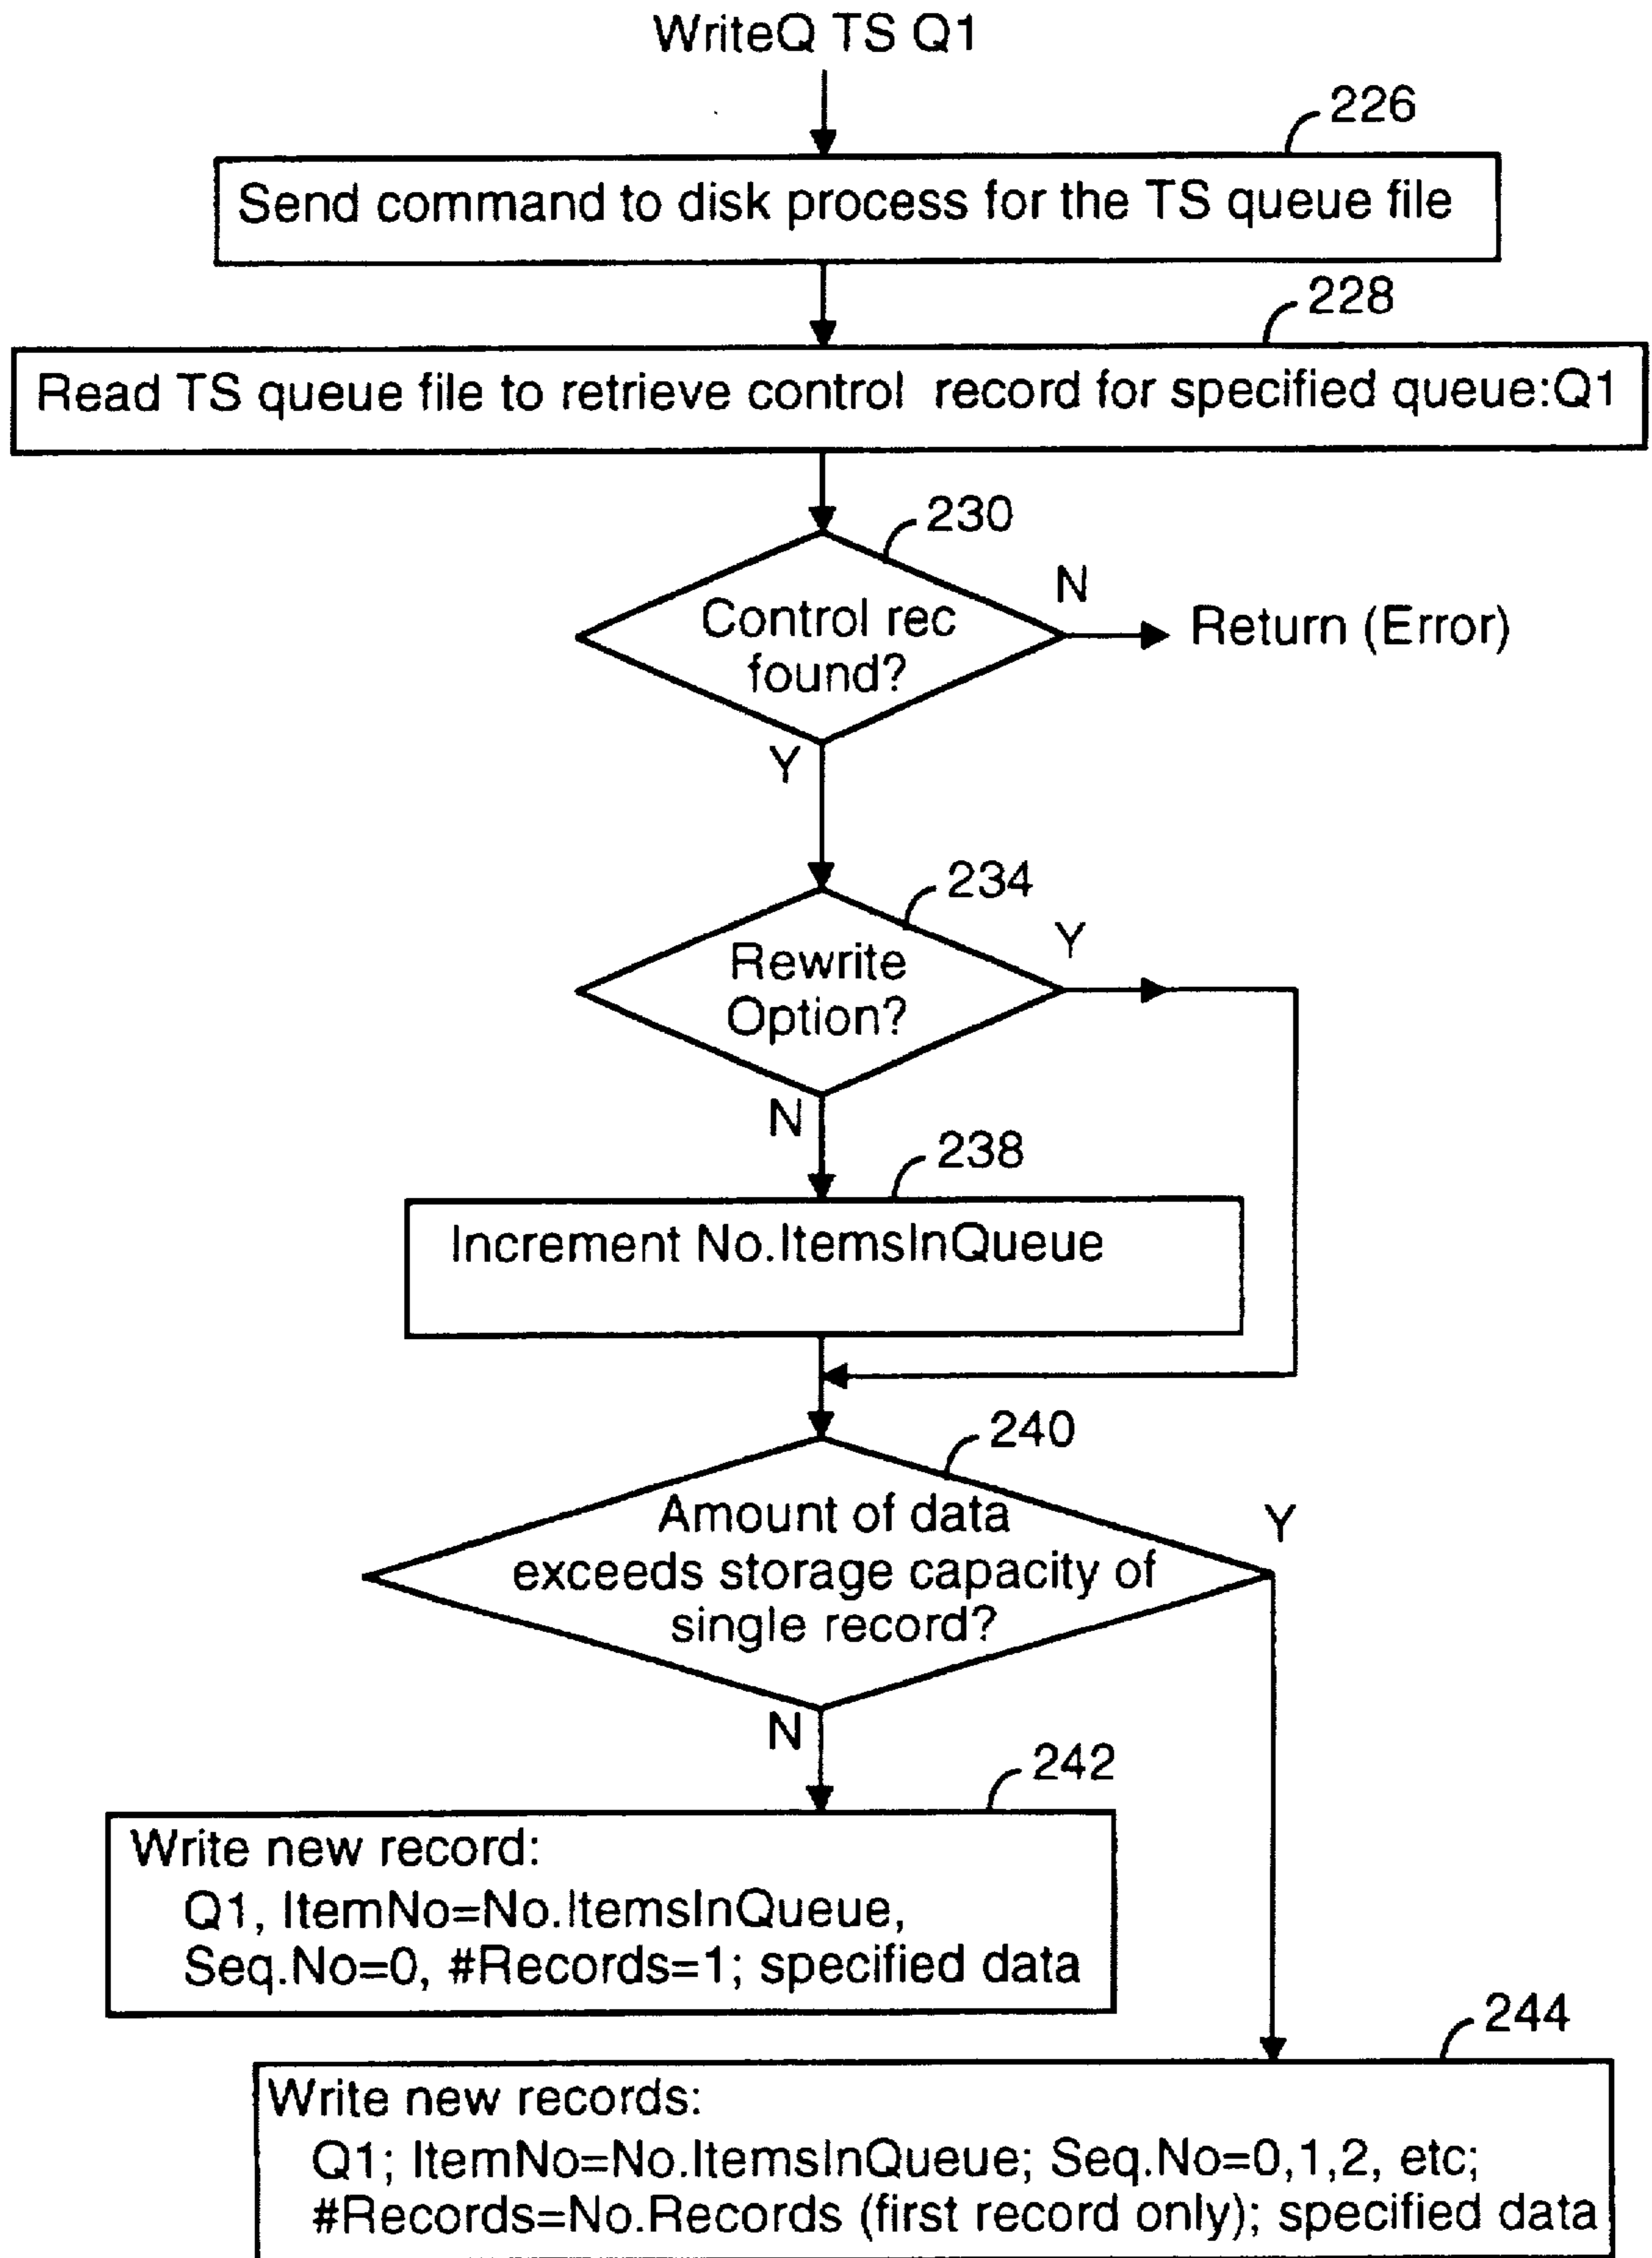 WriteQ TS Q1
226
Send command to disk process for the TS queue file
228
Read TS queue file to retrieve control record for specified queue:Q1
230
Control rec
found?
N
Return (Error)
Y
234
Rewrite
Option?
Y
N
238
Increment No.ItemsInQueue
240
Amount of data
exceeds storage capacity of
single record?
Y
N
242
Write new record:
Q1, ItemNo=No.ItemsInQueue,
Seq.No=0, #Records=1; specified data
244
Write new records:
Q1; ItemNo=No.ItemsInQueue; Seq.No=0,1,2, etc;
#Records=No.Records (first record only); specified data